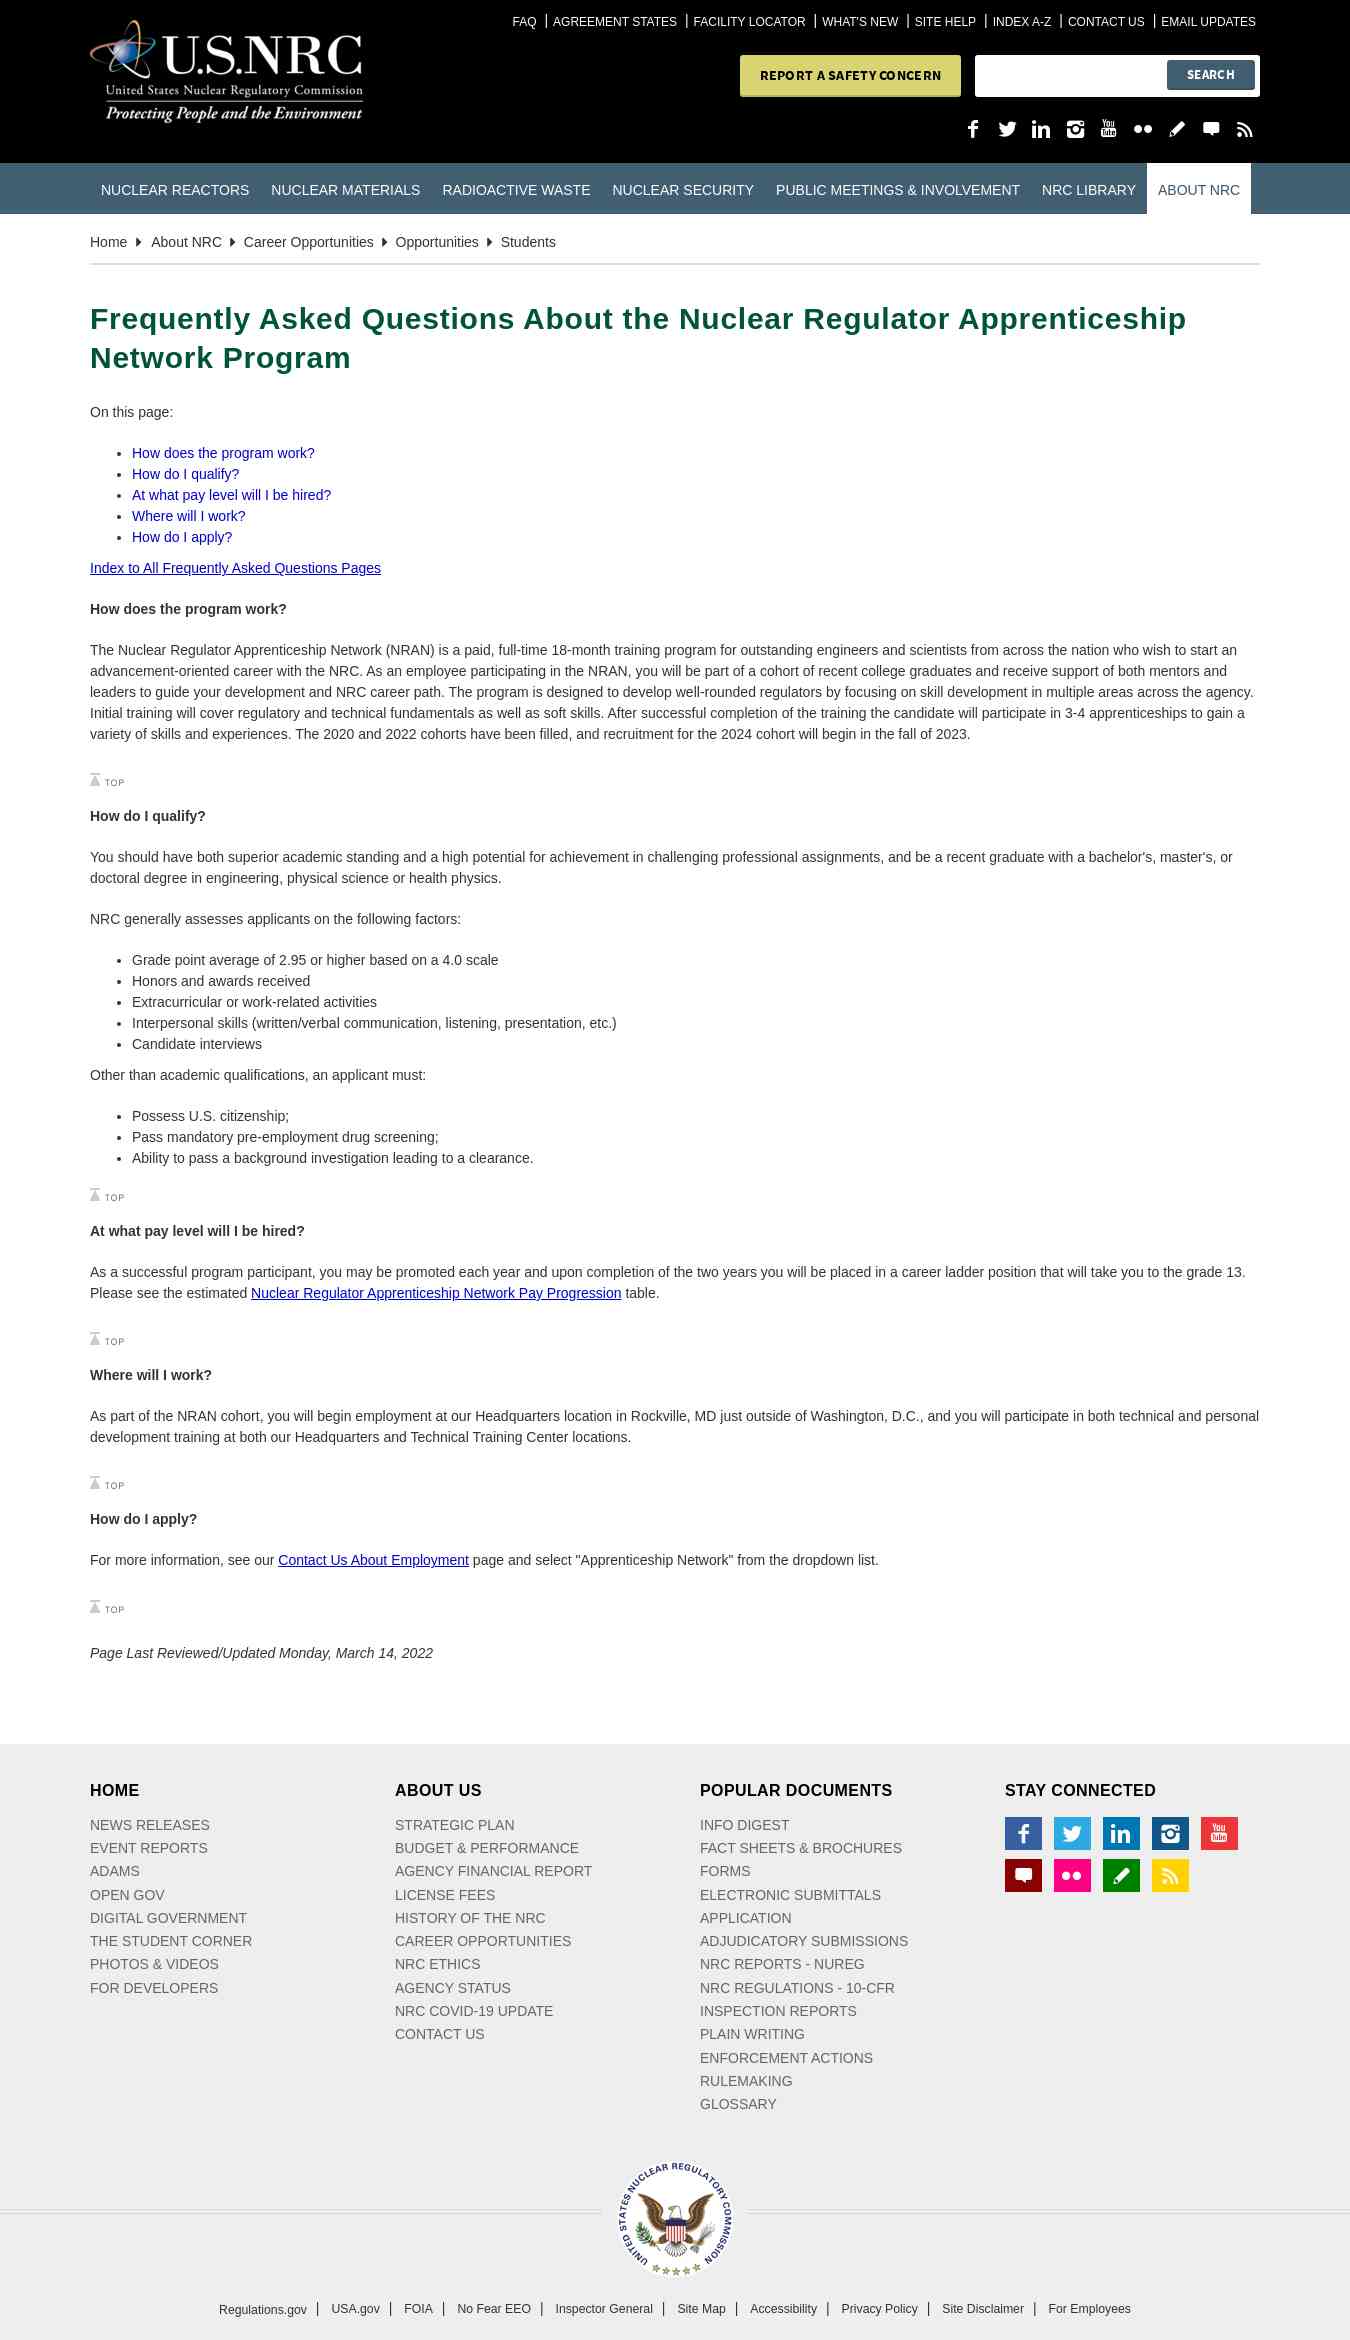 FAQ | AGREEMENT STATES | FACILITY LOCATOR | WHAT'S NEW | SITE HELP | INDEX A-Z | CONTACT US | EMAIL UPDATES
U.S.NRC
United States Nuclear Regulatory Commission
Protecting People and the Environment
REPORT A SAFETY CONCERN
SEARCH
NUCLEAR REACTORS NUCLEAR MATERIALS RADIOACTIVE WASTE NUCLEAR SECURITY PUBLIC MEETINGS & INVOLVEMENT NRC LIBRARY ABOUT NRC
Home About NRC Career Opportunities Opportunities Students
Frequently Asked Questions About the Nuclear Regulator Apprenticeship
Network Program
On this page:
How does the program work?
How do I qualify?
At what pay level will I be hired?
Where will I work?
How do I apply?
Index to All Frequently Asked Questions Pages
How does the program work?
The Nuclear Regulator Apprenticeship Network (NRAN) is a paid, full-time 18-month training program for outstanding engineers and scientists from across the nation who wish to start an
advancement-oriented career with the NRC. As an employee participating in the NRAN, you will be part of a cohort of recent college graduates and receive support of both mentors and
leaders to guide your development and NRC career path. The program is designed to develop well-rounded regulators by focusing on skill development in multiple areas across the agency.
Initial training will cover regulatory and technical fundamentals as well as soft skills. After successful completion of the training the candidate will participate in 3-4 apprenticeships to gain a
variety of skills and experiences. The 2020 and 2022 cohorts have been filled, and recruitment for the 2024 cohort will begin in the fall of 2023.
TOP
How do I qualify?
You should have both superior academic standing and a high potential for achievement in challenging professional assignments, and be a recent graduate with a bachelor's, master's, or
doctoral degree in engineering, physical science or health physics.
NRC generally assesses applicants on the following factors:
Grade point average of 2.95 or higher based on a 4.0 scale
Honors and awards received
Extracurricular or work-related activities
Interpersonal skills (written/verbal communication, listening, presentation, etc.)
Candidate interviews
Other than academic qualifications, an applicant must:
Possess U.S. citizenship;
Pass mandatory pre-employment drug screening;
Ability to pass a background investigation leading to a clearance.
TOP
At what pay level will I be hired?
As a successful program participant, you may be promoted each year and upon completion of the two years you will be placed in a career ladder position that will take you to the grade 13.
Please see the estimated Nuclear Regulator Apprenticeship Network Pay Progression table.
TOP
Where will I work?
As part of the NRAN cohort, you will begin employment at our Headquarters location in Rockville, MD just outside of Washington, D.C., and you will participate in both technical and personal
development training at both our Headquarters and Technical Training Center locations.
TOP
How do I apply?
For more information, see our Contact Us About Employment page and select "Apprenticeship Network" from the dropdown list.
TOP
Page Last Reviewed/Updated Monday, March 14, 2022
HOME
NEWS RELEASES
EVENT REPORTS
ADAMS
OPEN GOV
DIGITAL GOVERNMENT
THE STUDENT CORNER
PHOTOS & VIDEOS
FOR DEVELOPERS
ABOUT US
STRATEGIC PLAN
BUDGET & PERFORMANCE
AGENCY FINANCIAL REPORT
LICENSE FEES
HISTORY OF THE NRC
CAREER OPPORTUNITIES
NRC ETHICS
AGENCY STATUS
NRC COVID-19 UPDATE
CONTACT US
POPULAR DOCUMENTS
INFO DIGEST
FACT SHEETS & BROCHURES
FORMS
ELECTRONIC SUBMITTALS
APPLICATION
ADJUDICATORY SUBMISSIONS
NRC REPORTS - NUREG
NRC REGULATIONS - 10-CFR
INSPECTION REPORTS
PLAIN WRITING
ENFORCEMENT ACTIONS
RULEMAKING
GLOSSARY
STAY CONNECTED
UNITED STATES NUCLEAR REGULATORY COMMISSION
Regulations.gov | USA.gov | FOIA | No Fear EEO | Inspector General | Site Map | Accessibility | Privacy Policy | Site Disclaimer | For Employees